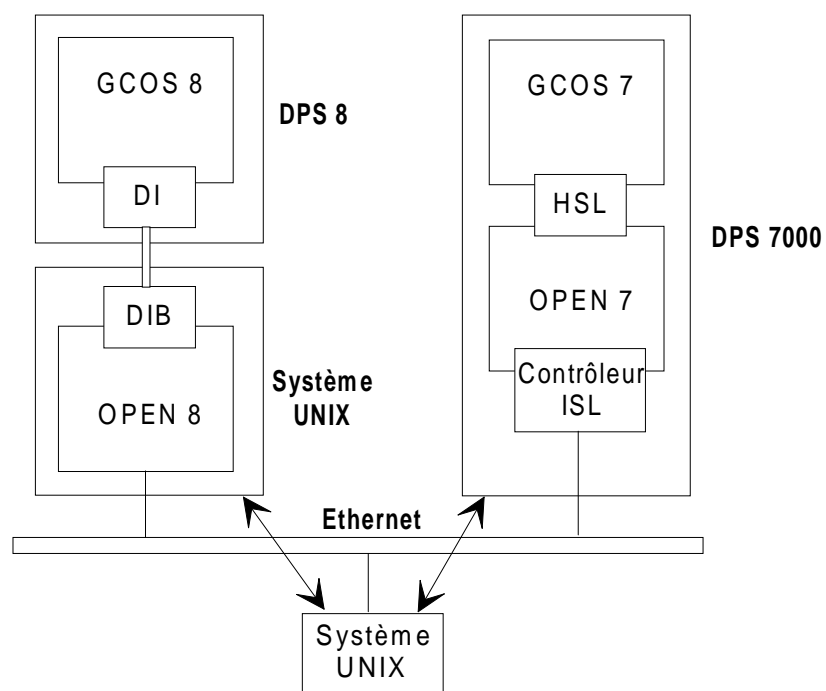 GCOS 8
DPS 8
DI
DIB
OPEN 8
Système
UNIX
GCOS 7
HSL
DPS 7000
OPEN 7
Contrôleur
ISL
Ethernet
Système
UNIX